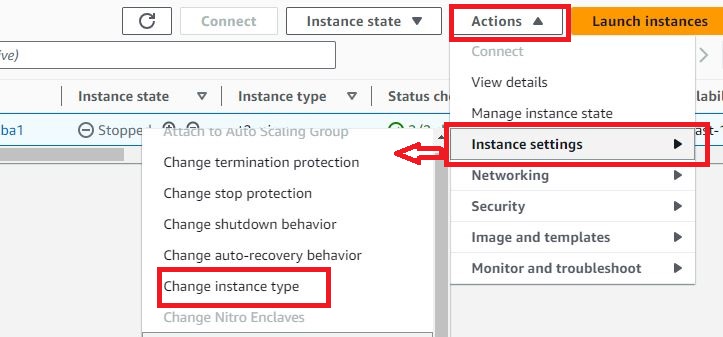 Connect
Instance state
Actions
Launch instances
ive)
Connect
View details
Manage instance state
Instance state
Instance type
Status che
labili
ba1
Stopped
ast-1
Attach to Auto Scaling Group
Instance settings
Change termination protection
Networking
Change stop protection
Security
Change shutdown behavior
Image and templates
Change auto-recovery behavior
Monitor and troubleshoot
Change instance type
Change Nitro Enclaves